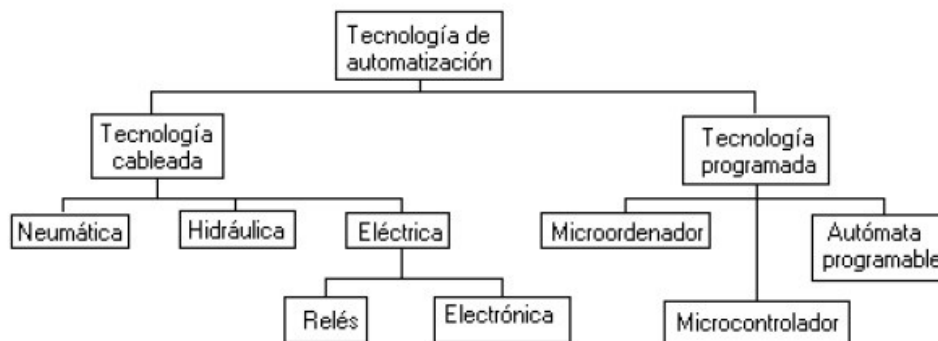 Tecnología de
automatización
Tecnología
cableada
Tecnología
programada
Neumática
Hidráulica
Eléctrica
Microordenador
Autómata
programable
Relés
Electrónica
Microcontrolador